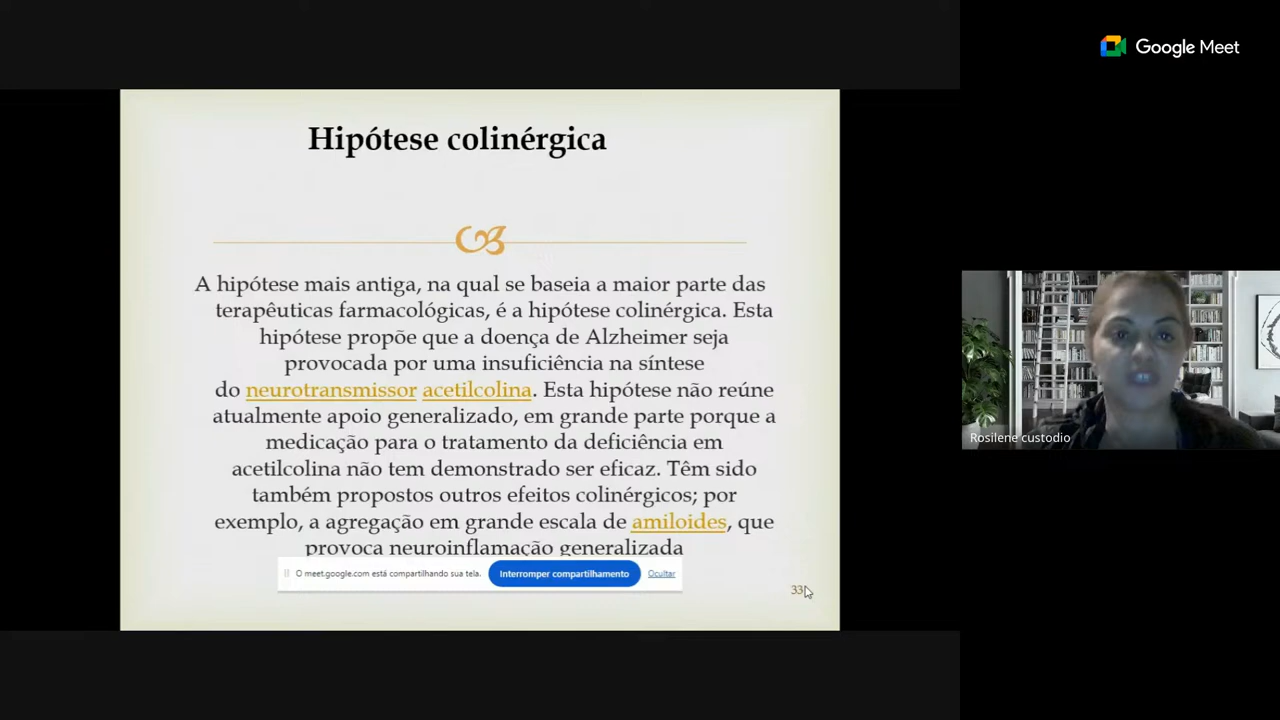 Google Meet
Hipótese colinérgica
A hipótese mais antiga, na qual se baseia a maior parte das
terapêuticas farmacológicas, é a hipótese colinérgica. Esta
hipótese propõe que a doença de Alzheimer seja
provocada por uma insuficiência na síntese
do neurotransmissor acetilcolina. Esta hipótese não reúne
atualmente apoio generalizado, em grande parte porque a
medicação para o tratamento da deficiência em
acetilcolina não tem demonstrado ser eficaz. Têm sido
também propostos outros efeitos colinérgicos; por
exemplo, a agregação em grande escala de amiloides, que
provoca neuroinflamação generalizada
O meet.google.com está compartilhando sua tela. Interromper compartilhamento Ocultar
33
Rosilene custodio